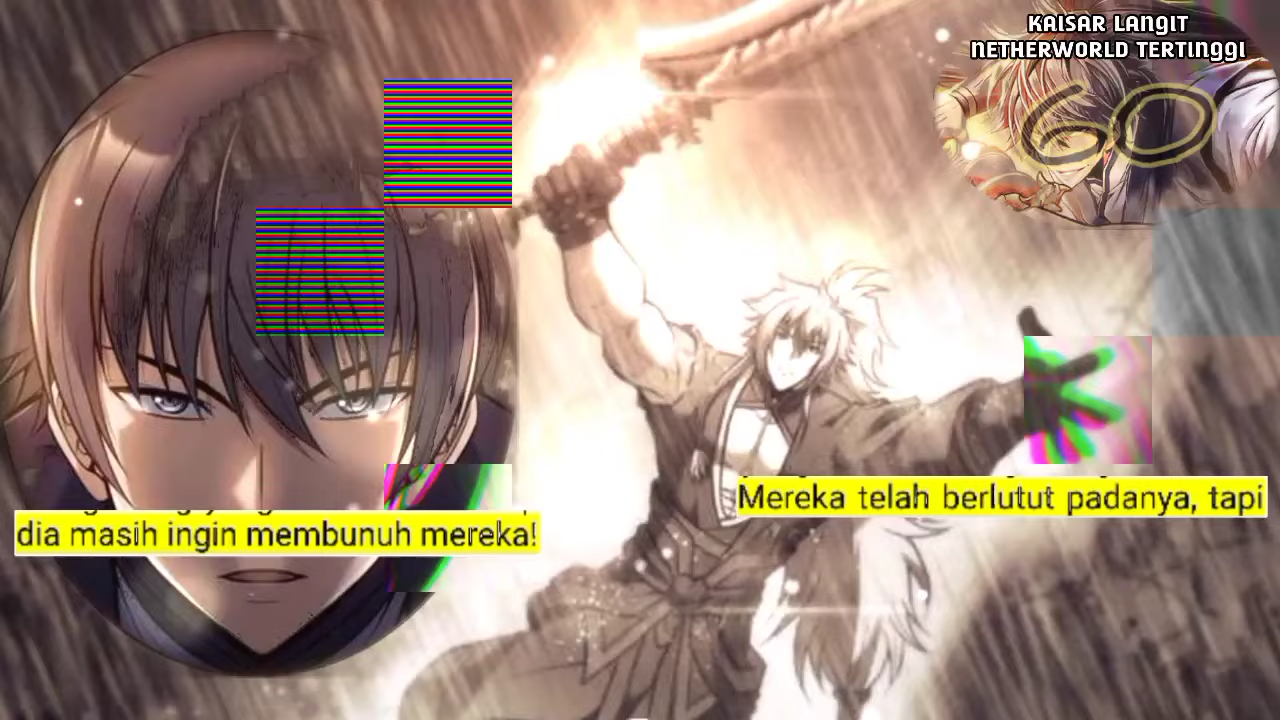 KAISAR LANGIT
NETHERWORLD TERTINGGI
60
Mereka telah berlutut padanya, tapi
dia masih ingin membunuh mereka!